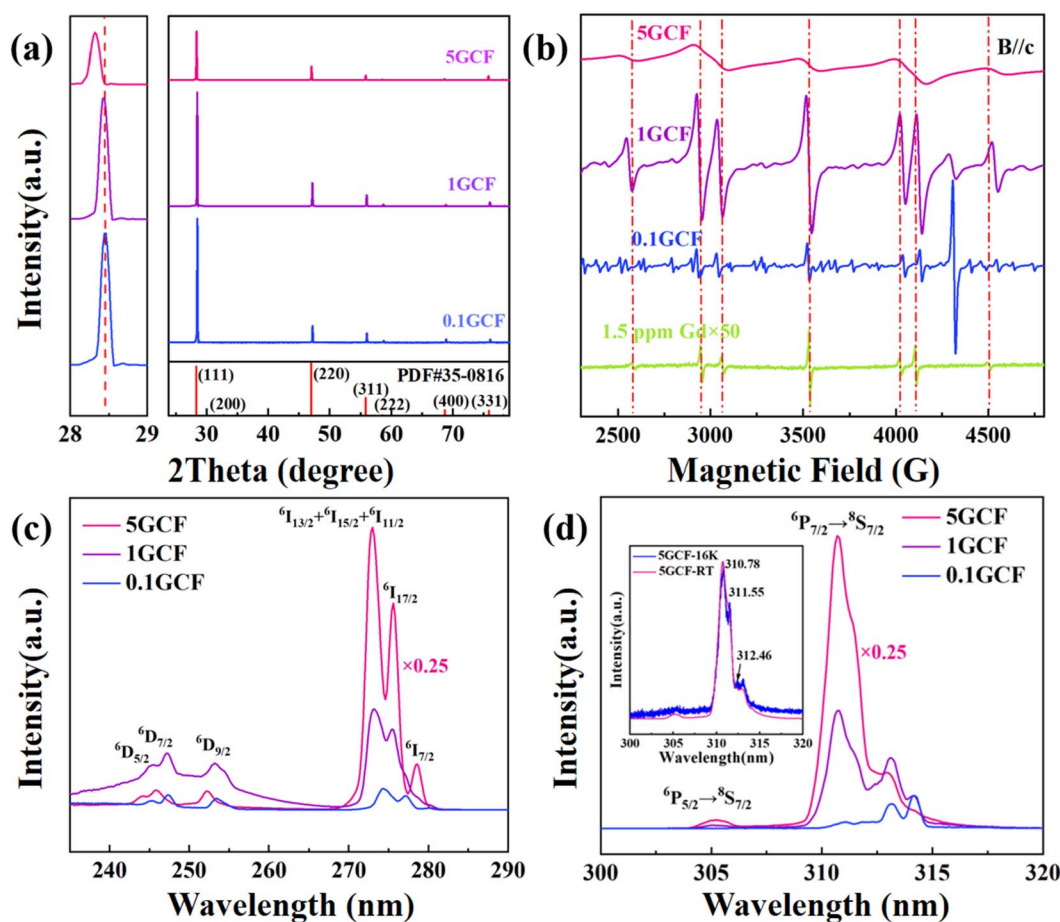 (a)
5GCF
1GCF
0.1GCF
PDF#35-0816
(111)
(200)
(220)
(311)
(222)
(400)
(331)
28 29 30 40 50 60 70
2Theta (degree)
Intensity(a.u.)
(b)
B//c
5GCF
1GCF
0.1GCF
1.5 ppm Gd×50
2500 3000 3500 4000 4500
Magnetic Field (G)
Intensity(a.u.)
(c)
5GCF
1GCF
0.1GCF
⁶I₁₃/₂+⁶I₁₅/₂+⁶I₁₁/₂
⁶I₁₇/₂
×0.25
⁶I₇/₂
⁶D₅/₂
⁶D₇/₂
⁶D₉/₂
240 250 260 270 280 290
Wavelength (nm)
Intensity(a.u.)
(d)
⁶P₇/₂→⁸S₇/₂
5GCF
1GCF
0.1GCF
×0.25
5GCF-16K
5GCF-RT
310.78
311.55
312.46
Intensity(a.u.)
300 305 310 315 320
Wavelength(nm)
⁶P₅/₂→⁸S₇/₂
300 305 310 315 320
Wavelength (nm)
Intensity(a.u.)